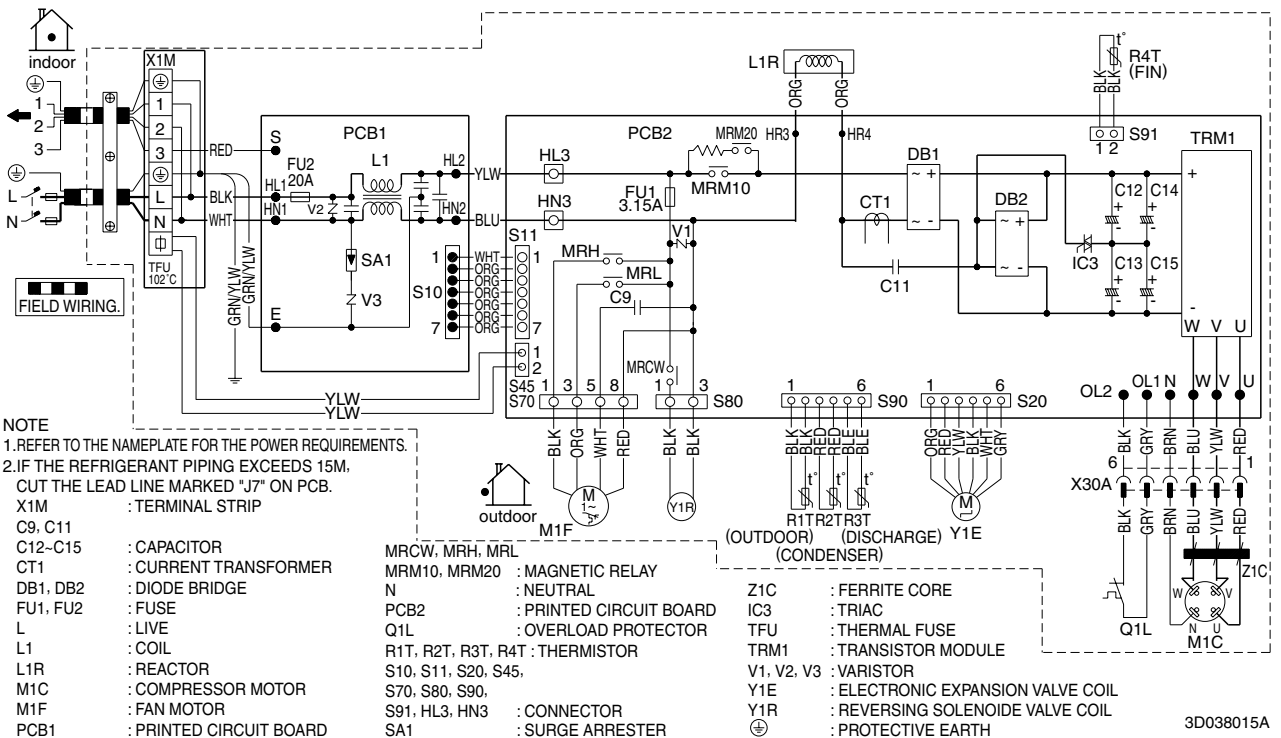 indoor
X1M
1
2
3
L
N
1
2
3
L
N
TFU
102°C
FIELD WIRING.
RED
BLK
WHT
GRN/YLW
GRN/YLW
PCB1
S
FU2
20A
L1
HL1
HN1
V2
HL2
HN2
SA1
V3
E
S10
1
7
YLW
BLU
WHT
ORG
ORG
ORG
ORG
ORG
ORG
S11
1
7
1
2
S45
YLW
YLW
PCB2
HL3
HN3
FU1
3.15A
V1
MRM20
MRM10
MRH
MRL
C9
MRCW
L1R
ORG
ORG
HR3
HR4
CT1
C11
DB1
~ +
~ -
DB2
~ +
~ -
IC3
C12
C14
C13
C15
+
+
+
+
-
-
-
-
BLK
BLK
t°
R4T
(FIN)
S91
1 2
TRM1
+
-
W V U
S70
1 3 5 8
1 3
S80
1 6
S90
1 6
S20
OL2
OL1
N
W
V
U
BLK
ORG
WHT
RED
BLK
BLK
BLK
BLK
RED
RED
BLE
BLE
ORG
RED
YLW
BLK
WHT
GRY
BLK
GRY
BRN
BLU
YLW
RED
6
1
X30A
BLK
GRY
BRN
BLU
YLW
RED
outdoor
M
1~
M1F
Y1R
t°
t°
t°
R1T
R2T
R3T
(OUTDOOR)
(DISCHARGE)
(CONDENSER)
M
Y1E
Z1C
Q1L
W
V
N
U
M1C
NOTE
1.REFER TO THE NAMEPLATE FOR THE POWER REQUIREMENTS.
2.IF THE REFRIGERANT PIPING EXCEEDS 15M,
CUT THE LEAD LINE MARKED "J7" ON PCB.
X1M : TERMINAL STRIP
C9, C11
C12~C15 : CAPACITOR
CT1 : CURRENT TRANSFORMER
DB1, DB2 : DIODE BRIDGE
FU1, FU2 : FUSE
L : LIVE
L1 : COIL
L1R : REACTOR
M1C : COMPRESSOR MOTOR
M1F : FAN MOTOR
PCB1 : PRINTED CIRCUIT BOARD
MRCW, MRH, MRL
MRM10, MRM20 : MAGNETIC RELAY
N : NEUTRAL
PCB2 : PRINTED CIRCUIT BOARD
Q1L : OVERLOAD PROTECTOR
R1T, R2T, R3T, R4T : THERMISTOR
S10, S11, S20, S45,
S70, S80, S90,
S91, HL3, HN3 : CONNECTOR
SA1 : SURGE ARRESTER
Z1C : FERRITE CORE
IC3 : TRIAC
TFU : THERMAL FUSE
TRM1 : TRANSISTOR MODULE
V1, V2, V3 : VARISTOR
Y1E : ELECTRONIC EXPANSION VALVE COIL
Y1R : REVERSING SOLENOIDE VALVE COIL
: PROTECTIVE EARTH
3D038015A